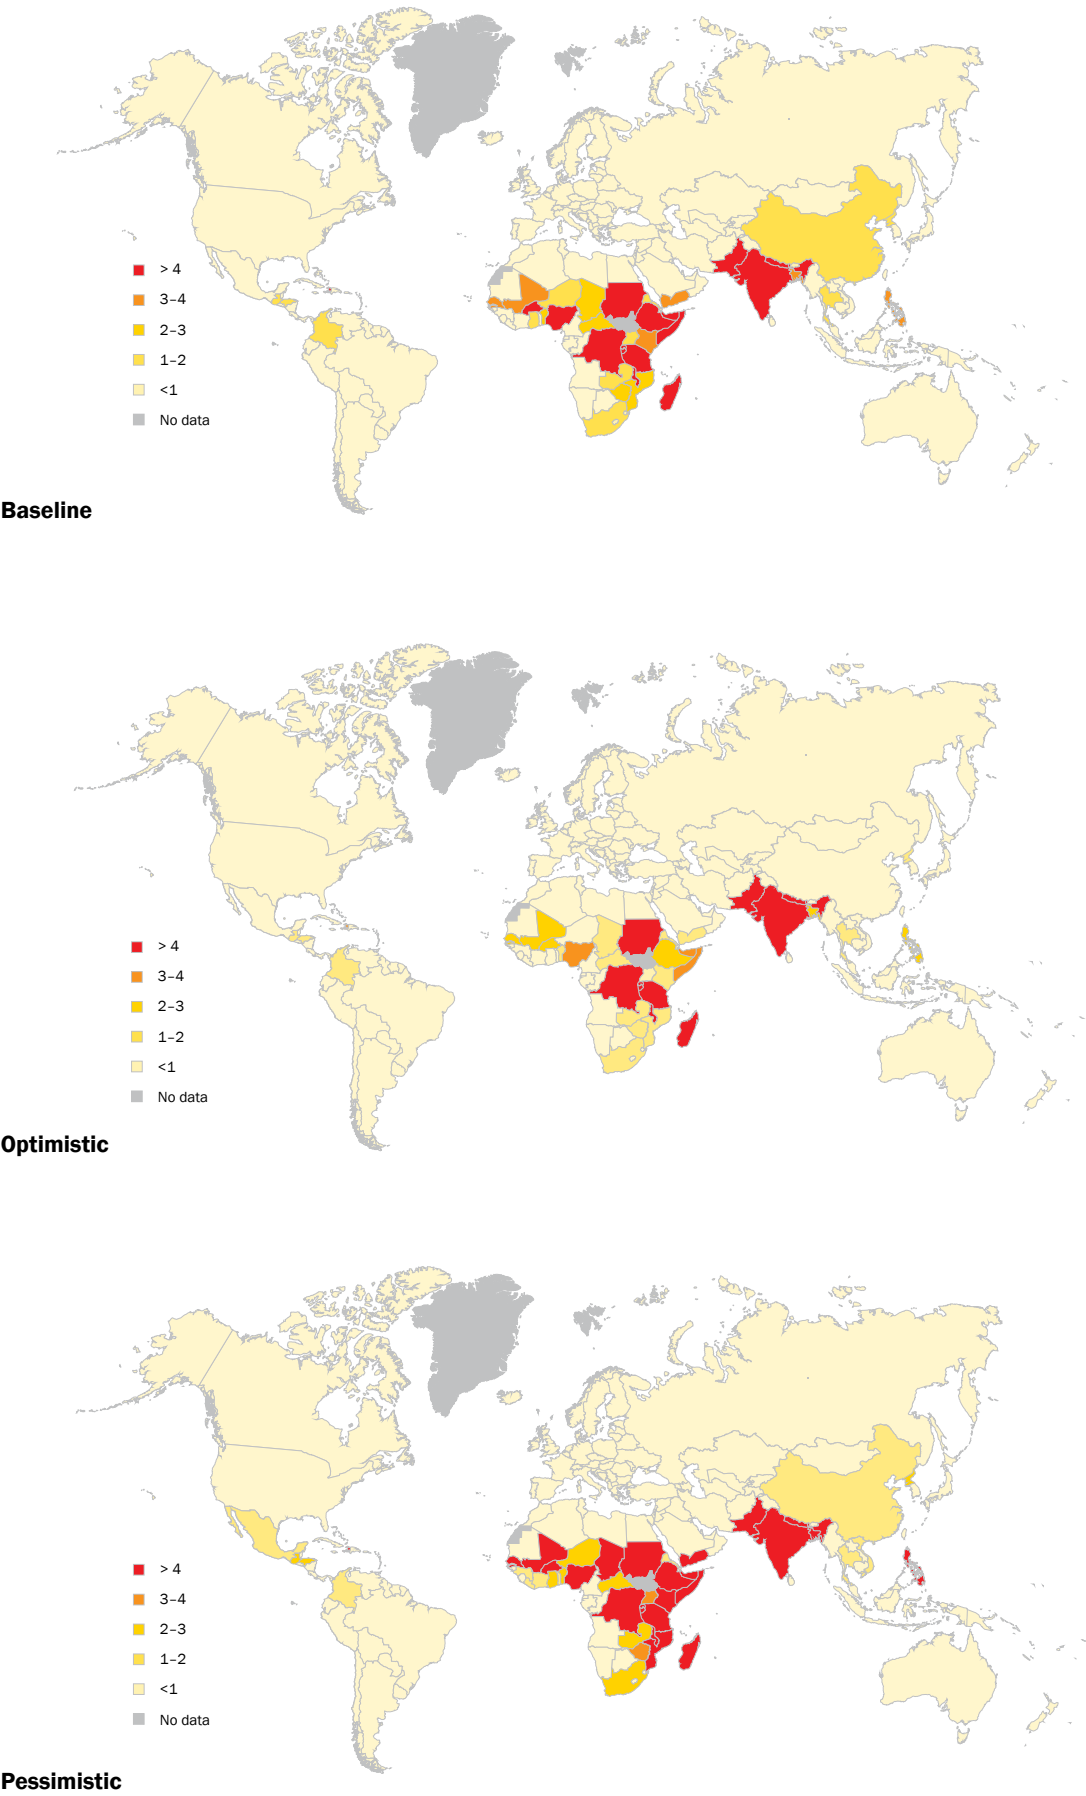 > 4
3–4
2–3
1–2
<1
No data
Baseline
> 4
3–4
2–3
1–2
<1
No data
Optimistic
> 4
3–4
2–3
1–2
<1
No data
Pessimistic